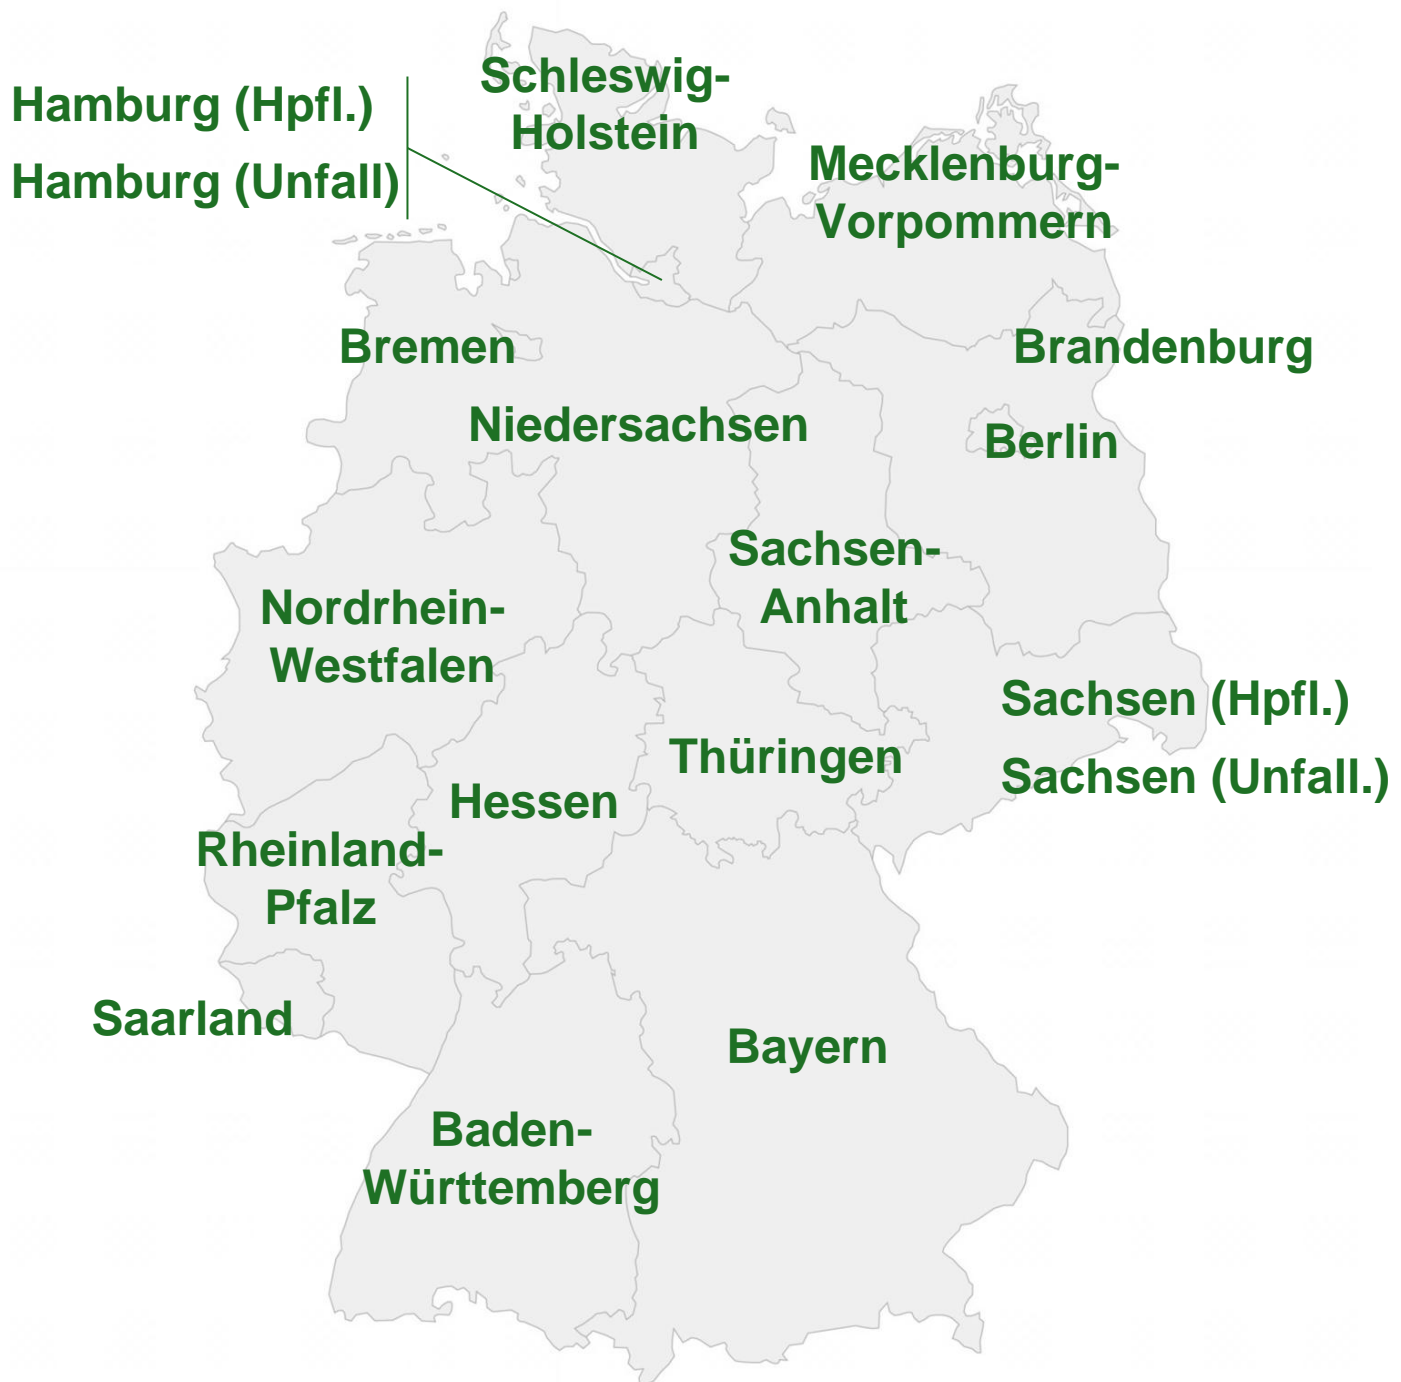 Schleswig-
Holstein
Hamburg (Hpfl.)
Hamburg (Unfall)
Mecklenburg-
Vorpommern
Bremen
Brandenburg
Niedersachsen
Berlin
Sachsen-
Anhalt
Nordrhein-
Westfalen
Sachsen (Hpfl.)
Sachsen (Unfall.)
Thüringen
Hessen
Rheinland-
Pfalz
Saarland
Bayern
Baden-
Württemberg